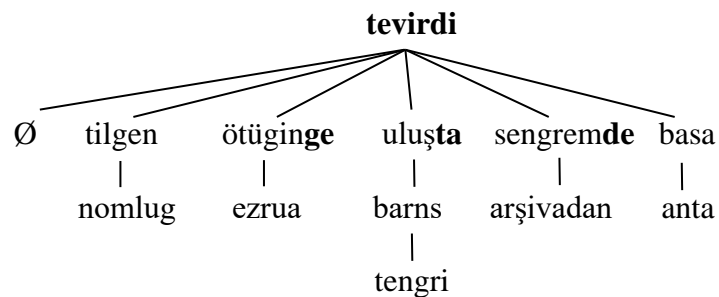 tevirdi
Ø tilgen ötüginge uluşta sengremde basa
nomlug ezrua barns arşivadan anta
tengri